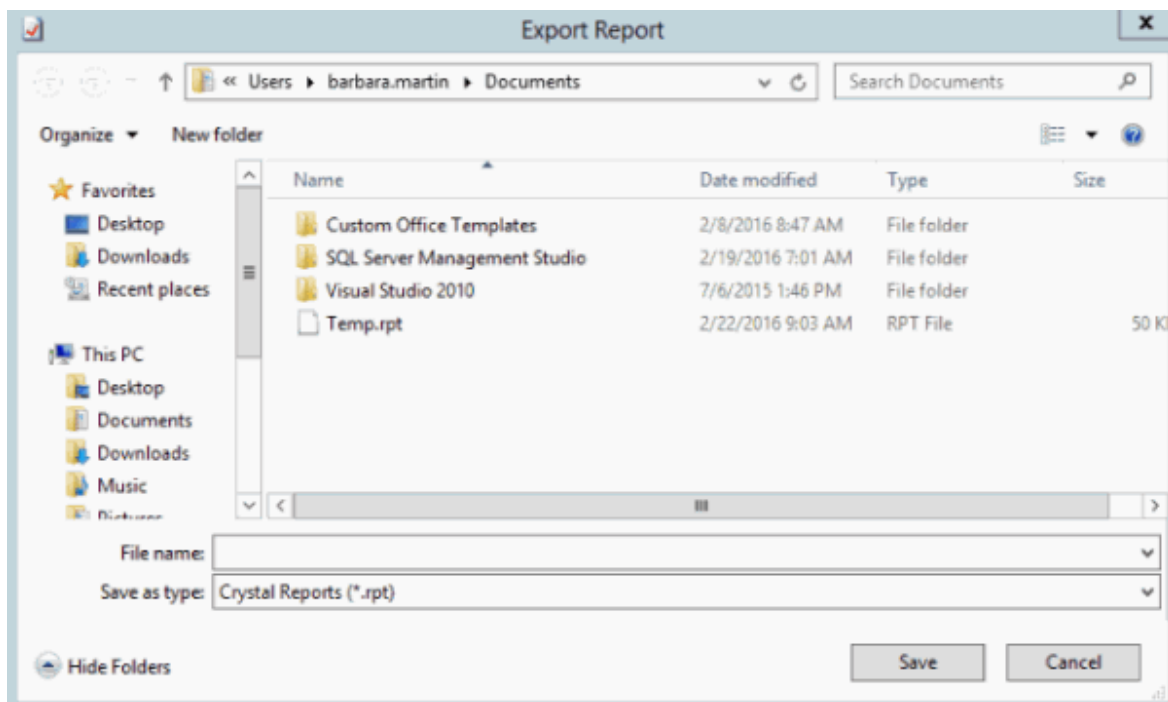 Export Report
x
« Users ▸ barbara.martin ▸ Documents
Search Documents
Organize ▾ New folder
Name Date modified Type Size
Favorites
Desktop
Downloads
Recent places
This PC
Desktop
Documents
Downloads
Music
Pictures
Custom Office Templates 2/8/2016 8:47 AM File folder
SQL Server Management Studio 2/19/2016 7:01 AM File folder
Visual Studio 2010 7/6/2015 1:46 PM File folder
Temp.rpt 2/22/2016 9:03 AM RPT File 50 K
File name:
Save as type: Crystal Reports (*.rpt)
Hide Folders Save Cancel